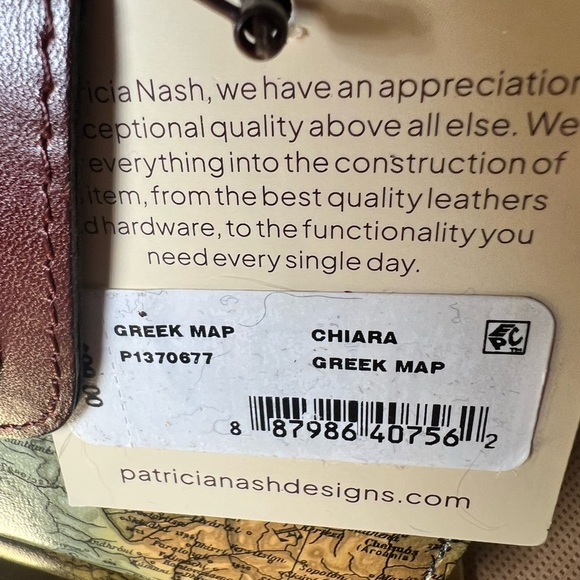 ricia Nash, we have an appreciation
ceptional quality above all else. We
everything into the construction of
item, from the best quality leathers
d hardware, to the functionality you
need every single day.
GREEK MAP
P1370677
CHIARA
GREEK MAP
EPC™
8 87986 40756 2
patricianashdesigns.com